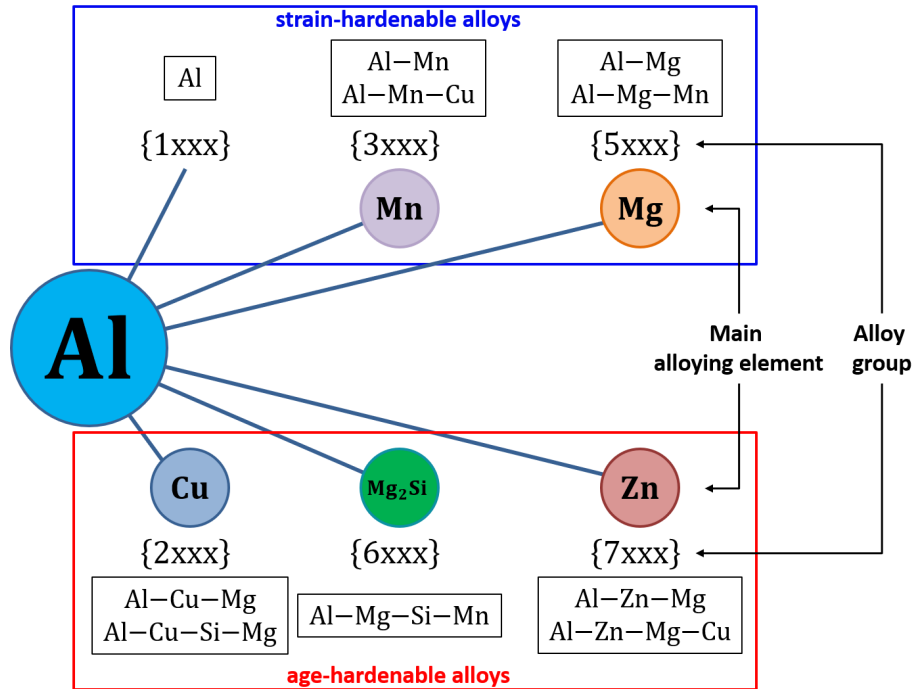 strain-hardenable alloys
Al
Al−Mn
Al−Mn−Cu
Al−Mg
Al−Mg−Mn
{1xxx}
{3xxx}
{5xxx}
Mn
Mg
Al
Main
alloying element
Alloy
group
Cu
Mg₂Si
Zn
{2xxx}
{6xxx}
{7xxx}
Al−Cu−Mg
Al−Cu−Si−Mg
Al−Mg−Si−Mn
Al−Zn−Mg
Al−Zn−Mg−Cu
age-hardenable alloys